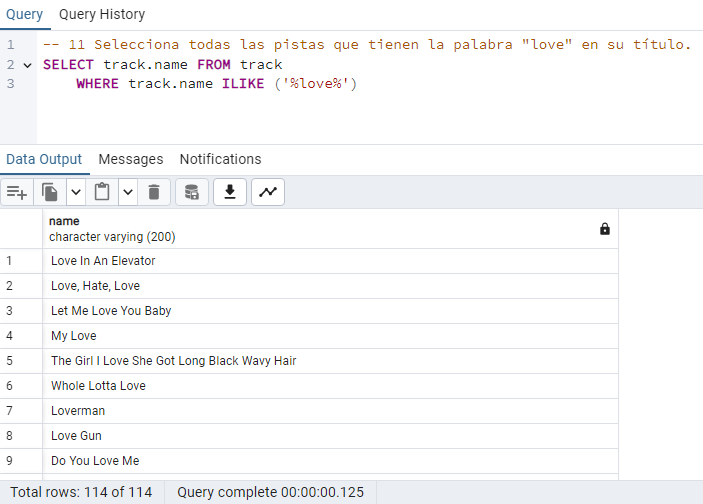 Query Query History
1 -- 11 Selecciona todas las pistas que tienen la palabra "love" en su título.
2 SELECT track.name FROM track
3 WHERE track.name ILIKE ('%love%')
Data Output Messages Notifications
name
character varying (200)
1 Love In An Elevator
2 Love, Hate, Love
3 Let Me Love You Baby
4 My Love
5 The Girl I Love She Got Long Black Wavy Hair
6 Whole Lotta Love
7 Loverman
8 Love Gun
9 Do You Love Me
Total rows: 114 of 114 Query complete 00:00:00.125